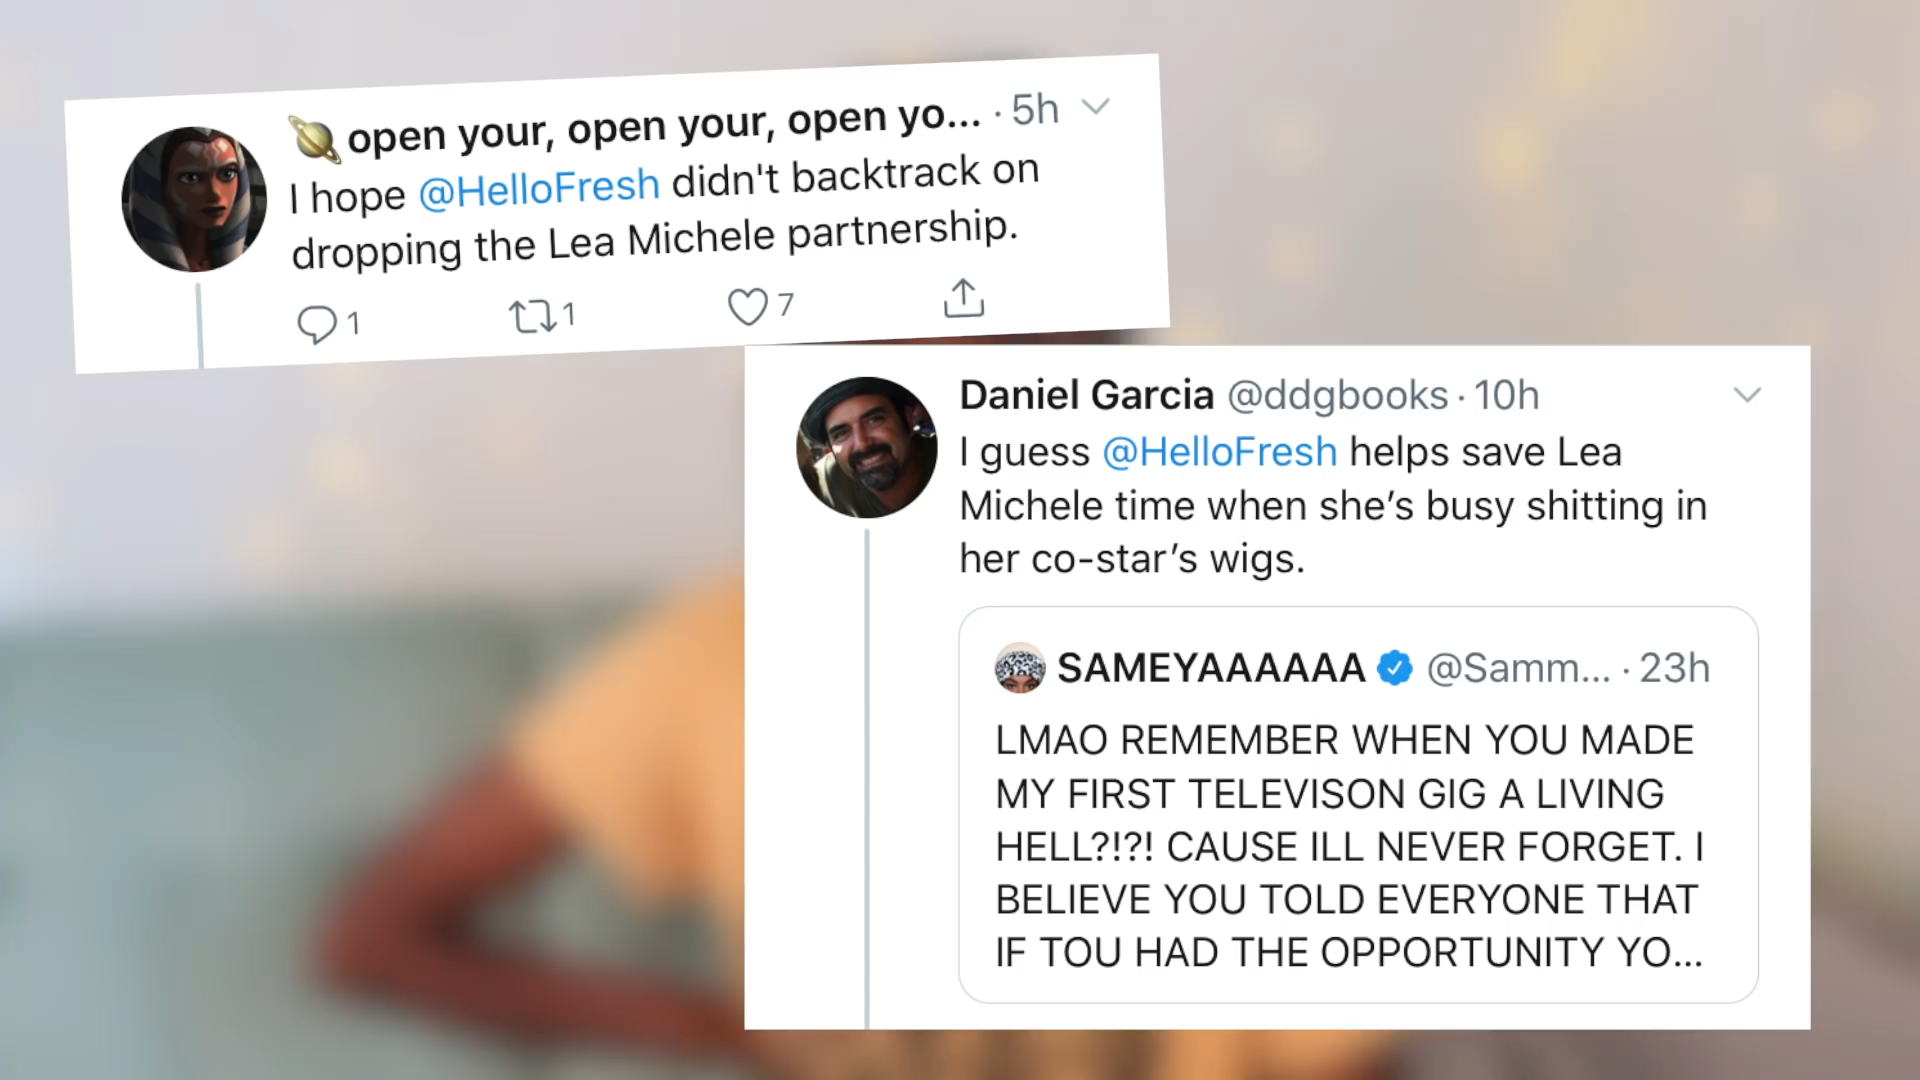 🪐 open your, open your, open yo... · 5h
I hope @HelloFresh didn't backtrack on
dropping the Lea Michele partnership.
1 1 7
Daniel Garcia @ddgbooks · 10h
I guess @HelloFresh helps save Lea
Michele time when she’s busy shitting in
her co-star’s wigs.
SAMEYAAAAAA @Samm... · 23h
LMAO REMEMBER WHEN YOU MADE
MY FIRST TELEVISON GIG A LIVING
HELL?!?! CAUSE ILL NEVER FORGET. I
BELIEVE YOU TOLD EVERYONE THAT
IF TOU HAD THE OPPORTUNITY YO...